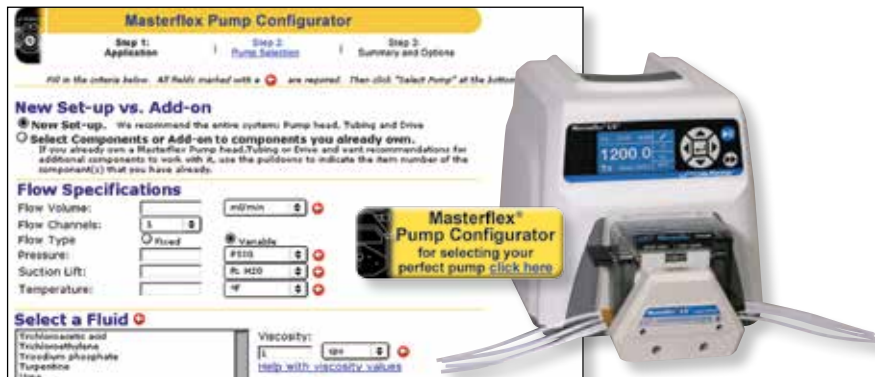 Masterflex Pump Configurator
Step 1:
Application
Step 2:
Pump Selection
Step 3:
Summary and Options
Fill in the criteria below. All fields marked with a are required. Then click "Select Pump" at the bottom
New Set-up vs. Add-on
New Set-up. We recommend the entire system: Pump head, Tubing and Drive
Select Components or Add-on to components you already own.
If you already own a Masterflex Pump head, Tubing or Drive and want recommendations for
additional components to work with it, use the pulldowns to indicate the item number of the
component(s) that you have already.
Flow Specifications
Flow Volume:
ml/min
Flow Channels:
1
Flow Type
Fixed
Variable
Pressure:
PSIG
Suction Lift:
ft. H2O
Temperature:
°F
Select a Fluid
Trichloroacetic acid
Trichloroethylene
Trisodium phosphate
Turpentine
Urine
Viscosity:
1
cps
Help with viscosity values
Masterflex®
Pump Configurator
for selecting your
perfect pump click here
1200.0